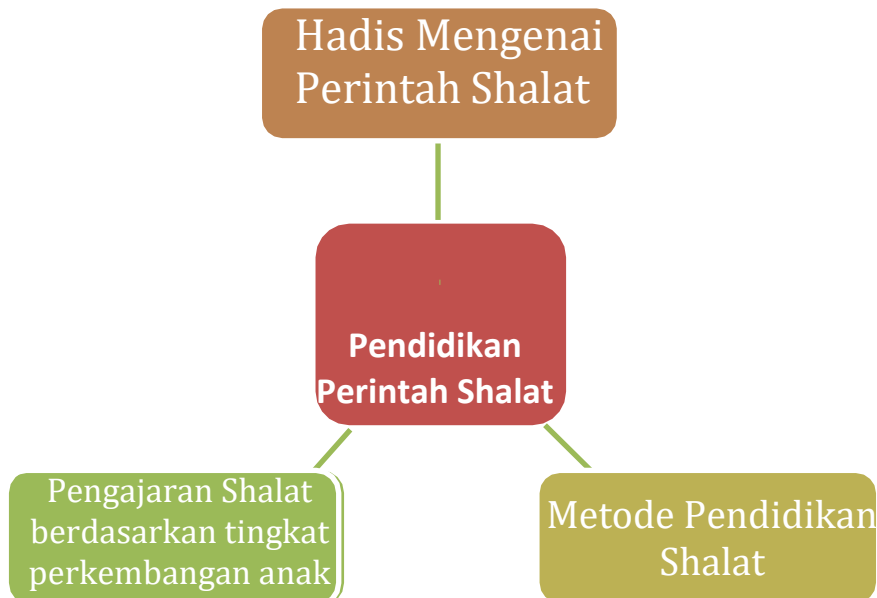 Hadis Mengenai
Perintah Shalat
Pendidikan
Perintah Shalat
Pengajaran Shalat
berdasarkan tingkat
perkembangan anak
Metode Pendidikan
Shalat